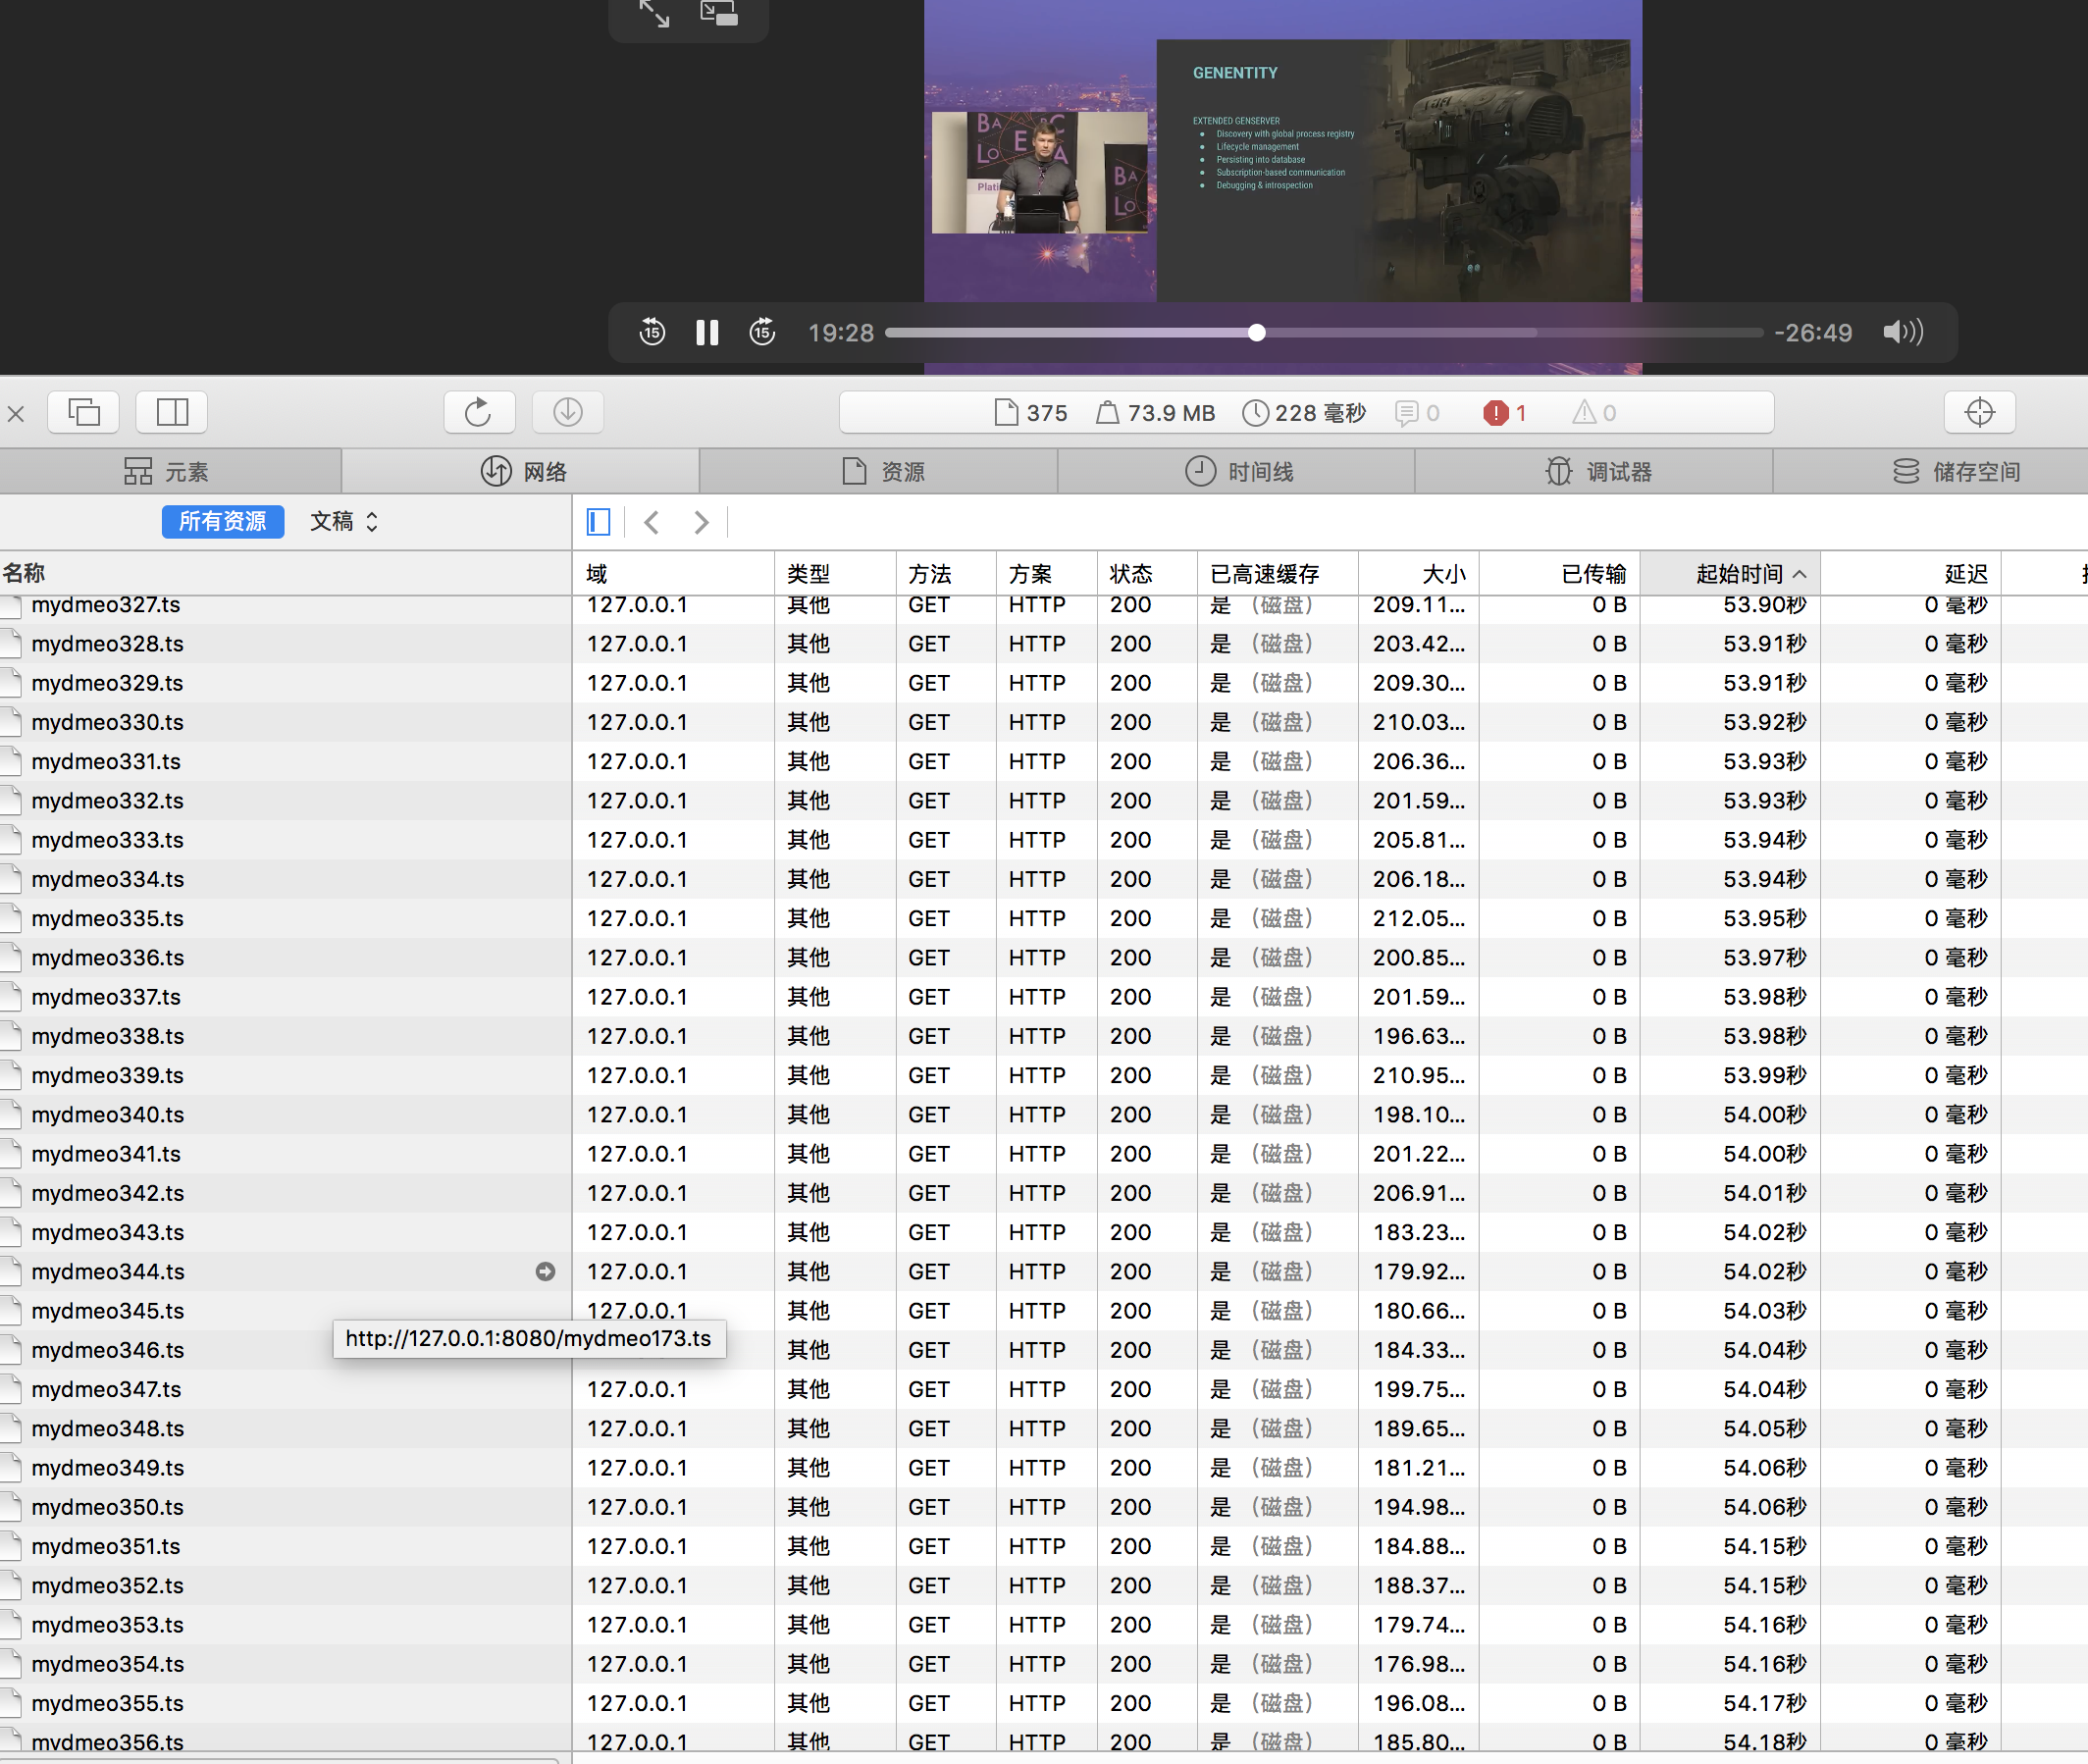 GENENTITY
EXTENDED GENSERVER
Discovery with global process registry
Lifecycle management
Persisting into database
Subscription-based communication
Debugging & introspection
15 15 19:28 -26:49
375 73.9 MB 228 毫秒 0 1 0
元素 网络 资源 时间线 调试器 储存空间
所有资源 文稿
名称 域 类型 方法 方案 状态 已高速缓存 大小 已传输 起始时间 延迟
mydmeo327.ts 127.0.0.1 其他 GET HTTP 200 是 （磁盘） 209.11... 0 B 53.90秒 0 毫秒
mydmeo328.ts 127.0.0.1 其他 GET HTTP 200 是 （磁盘） 203.42... 0 B 53.91秒 0 毫秒
mydmeo329.ts 127.0.0.1 其他 GET HTTP 200 是 （磁盘） 209.30... 0 B 53.91秒 0 毫秒
mydmeo330.ts 127.0.0.1 其他 GET HTTP 200 是 （磁盘） 210.03... 0 B 53.92秒 0 毫秒
mydmeo331.ts 127.0.0.1 其他 GET HTTP 200 是 （磁盘） 206.36... 0 B 53.93秒 0 毫秒
mydmeo332.ts 127.0.0.1 其他 GET HTTP 200 是 （磁盘） 201.59... 0 B 53.93秒 0 毫秒
mydmeo333.ts 127.0.0.1 其他 GET HTTP 200 是 （磁盘） 205.81... 0 B 53.94秒 0 毫秒
mydmeo334.ts 127.0.0.1 其他 GET HTTP 200 是 （磁盘） 206.18... 0 B 53.94秒 0 毫秒
mydmeo335.ts 127.0.0.1 其他 GET HTTP 200 是 （磁盘） 212.05... 0 B 53.95秒 0 毫秒
mydmeo336.ts 127.0.0.1 其他 GET HTTP 200 是 （磁盘） 200.85... 0 B 53.97秒 0 毫秒
mydmeo337.ts 127.0.0.1 其他 GET HTTP 200 是 （磁盘） 201.59... 0 B 53.98秒 0 毫秒
mydmeo338.ts 127.0.0.1 其他 GET HTTP 200 是 （磁盘） 196.63... 0 B 53.98秒 0 毫秒
mydmeo339.ts 127.0.0.1 其他 GET HTTP 200 是 （磁盘） 210.95... 0 B 53.99秒 0 毫秒
mydmeo340.ts 127.0.0.1 其他 GET HTTP 200 是 （磁盘） 198.10... 0 B 54.00秒 0 毫秒
mydmeo341.ts 127.0.0.1 其他 GET HTTP 200 是 （磁盘） 201.22... 0 B 54.00秒 0 毫秒
mydmeo342.ts 127.0.0.1 其他 GET HTTP 200 是 （磁盘） 206.91... 0 B 54.01秒 0 毫秒
mydmeo343.ts 127.0.0.1 其他 GET HTTP 200 是 （磁盘） 183.23... 0 B 54.02秒 0 毫秒
mydmeo344.ts 127.0.0.1 其他 GET HTTP 200 是 （磁盘） 179.92... 0 B 54.02秒 0 毫秒
mydmeo345.ts 127.0.0.1 其他 GET HTTP 200 是 （磁盘） 180.66... 0 B 54.03秒 0 毫秒
http://127.0.0.1:8080/mydmeo173.ts
mydmeo346.ts 其他 GET HTTP 200 是 （磁盘） 184.33... 0 B 54.04秒 0 毫秒
mydmeo347.ts 127.0.0.1 其他 GET HTTP 200 是 （磁盘） 199.75... 0 B 54.04秒 0 毫秒
mydmeo348.ts 127.0.0.1 其他 GET HTTP 200 是 （磁盘） 189.65... 0 B 54.05秒 0 毫秒
mydmeo349.ts 127.0.0.1 其他 GET HTTP 200 是 （磁盘） 181.21... 0 B 54.06秒 0 毫秒
mydmeo350.ts 127.0.0.1 其他 GET HTTP 200 是 （磁盘） 194.98... 0 B 54.06秒 0 毫秒
mydmeo351.ts 127.0.0.1 其他 GET HTTP 200 是 （磁盘） 184.88... 0 B 54.15秒 0 毫秒
mydmeo352.ts 127.0.0.1 其他 GET HTTP 200 是 （磁盘） 188.37... 0 B 54.15秒 0 毫秒
mydmeo353.ts 127.0.0.1 其他 GET HTTP 200 是 （磁盘） 179.74... 0 B 54.16秒 0 毫秒
mydmeo354.ts 127.0.0.1 其他 GET HTTP 200 是 （磁盘） 176.98... 0 B 54.16秒 0 毫秒
mydmeo355.ts 127.0.0.1 其他 GET HTTP 200 是 （磁盘） 196.08... 0 B 54.17秒 0 毫秒
mydmeo356.ts 127.0.0.1 其他 GET HTTP 200 是 （磁盘） 185.80... 0 B 54.18秒 0 毫秒